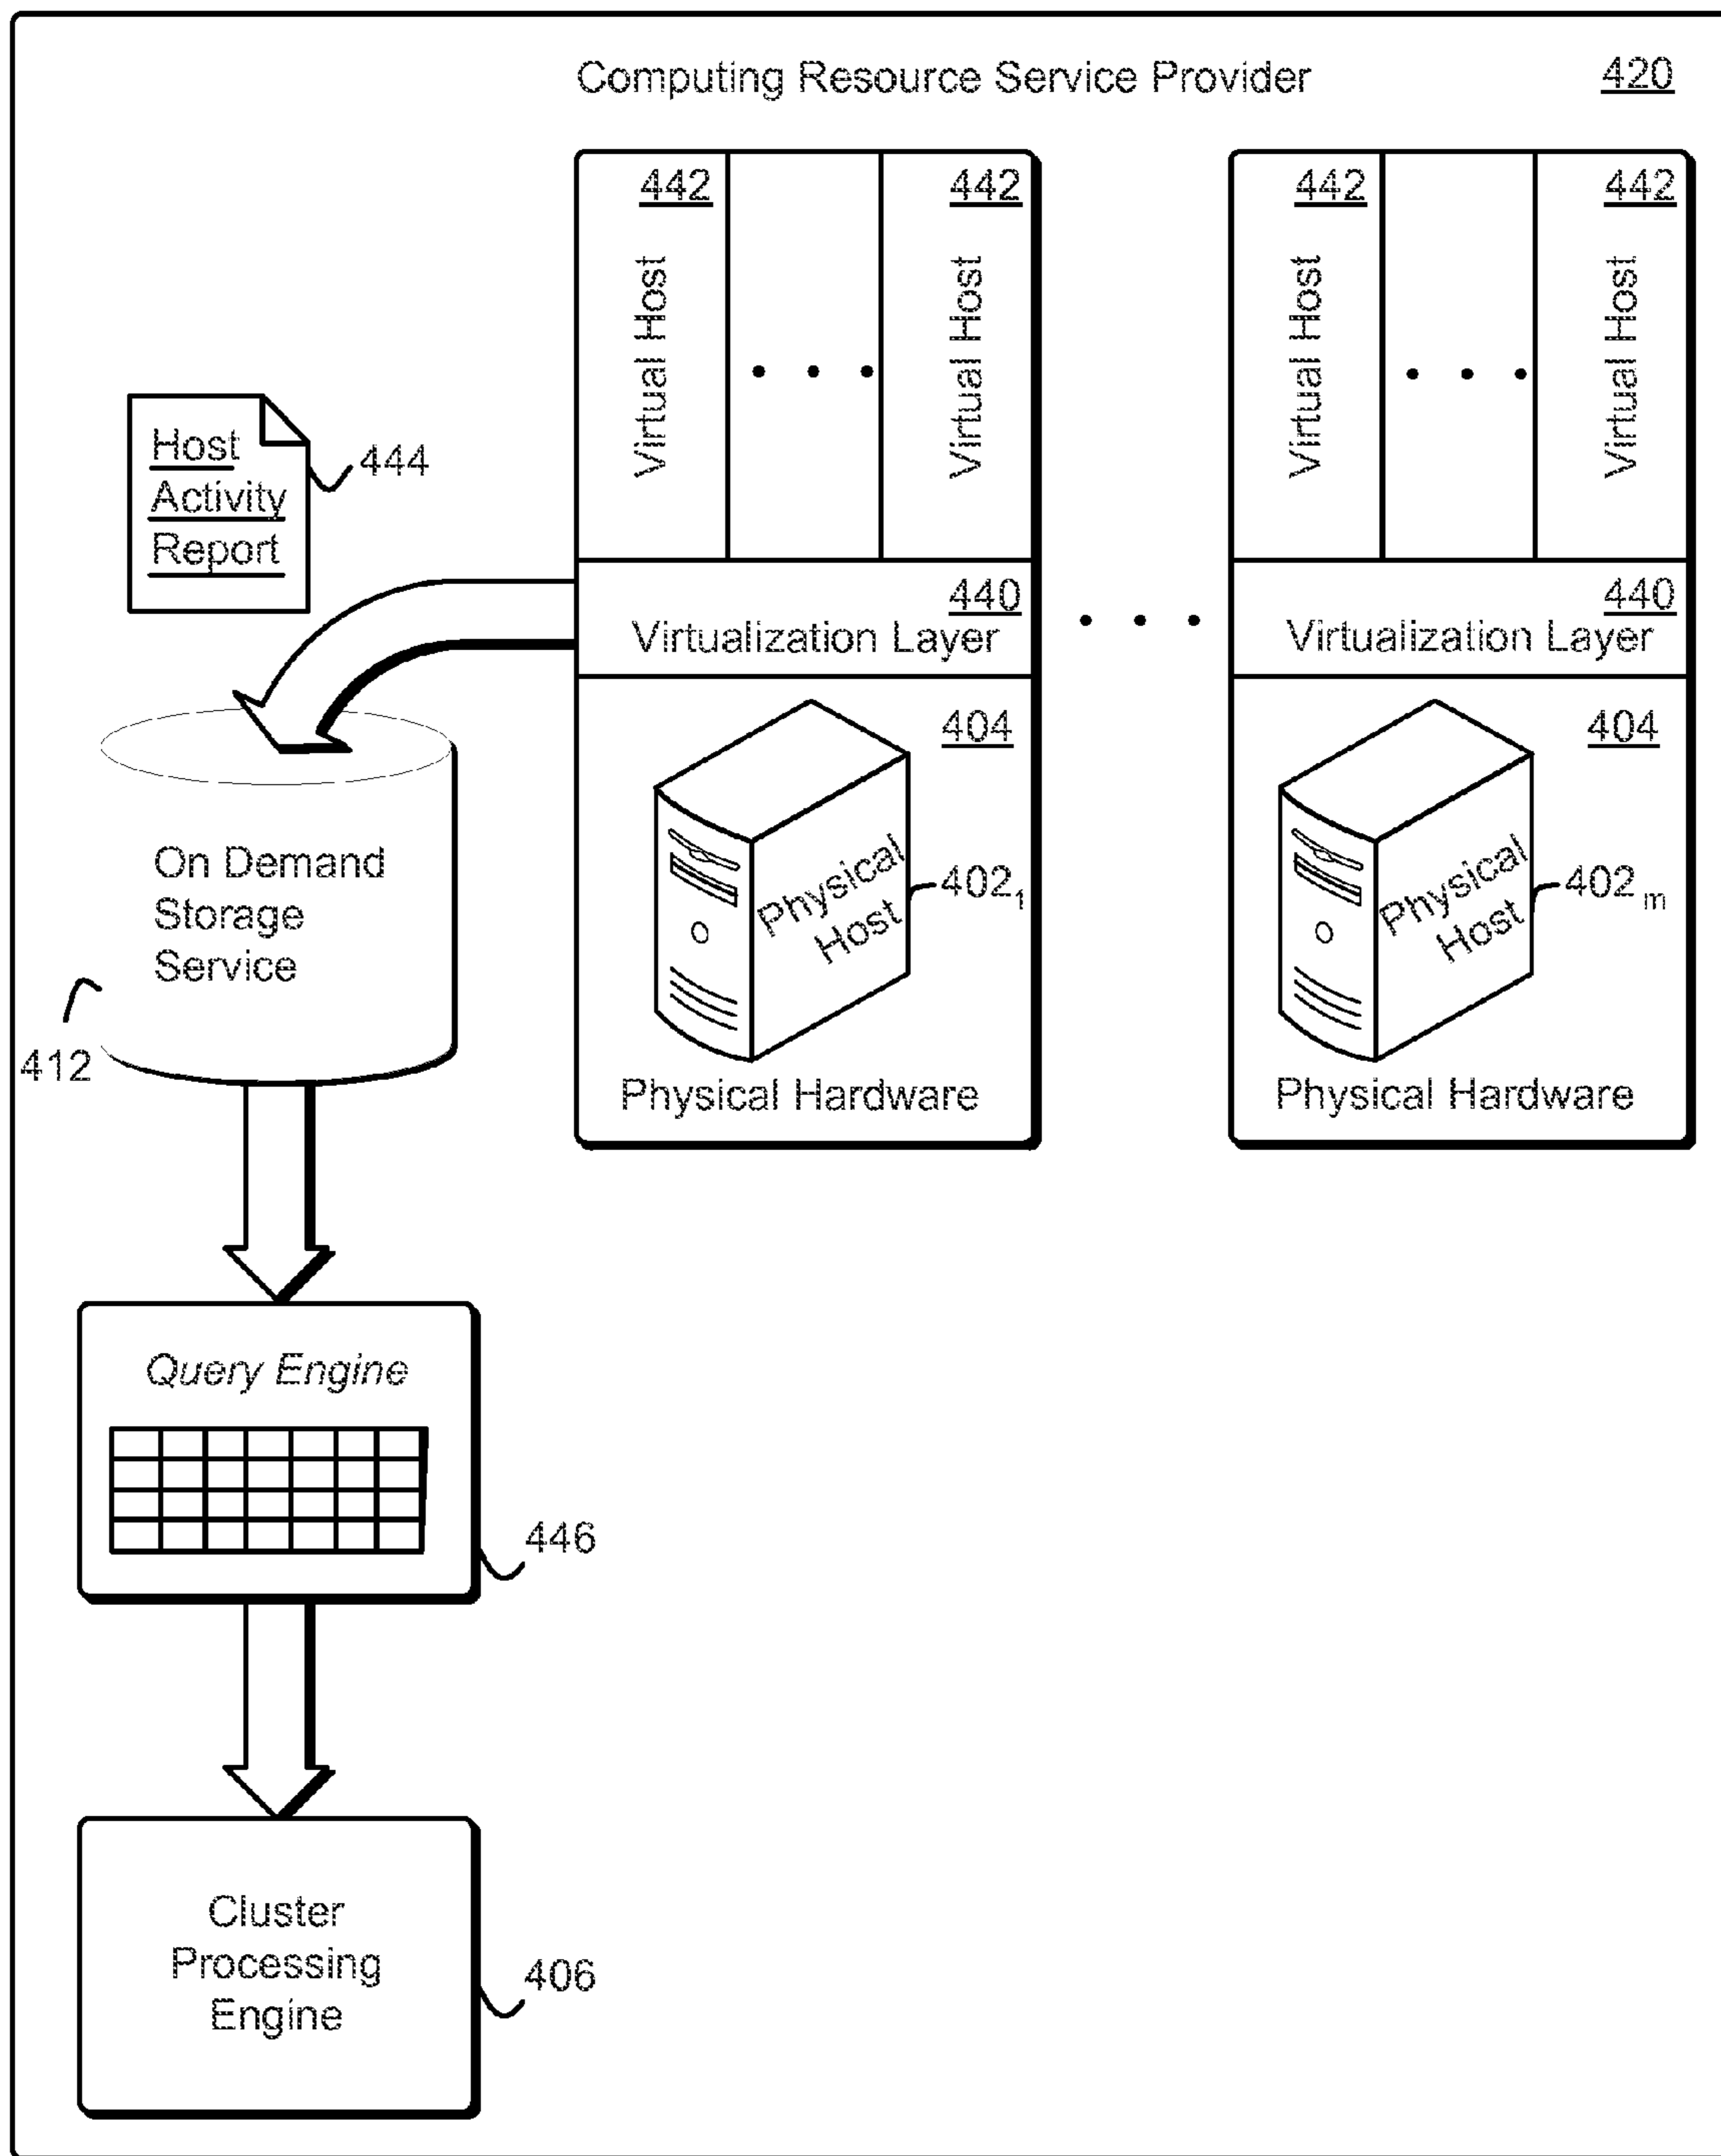 Computing Resource Service Provider 420
442 442 442 442
Virtual Host
Virtual Host
Virtual Host
Virtual Host
Host
Activity
Report
444
440
Virtualization Layer
440
Virtualization Layer
404
Physical
Host
402₁
Physical Hardware
404
Physical
Host
402ₘ
Physical Hardware
On Demand
Storage
Service
412
Query Engine
446
Cluster
Processing
Engine
406